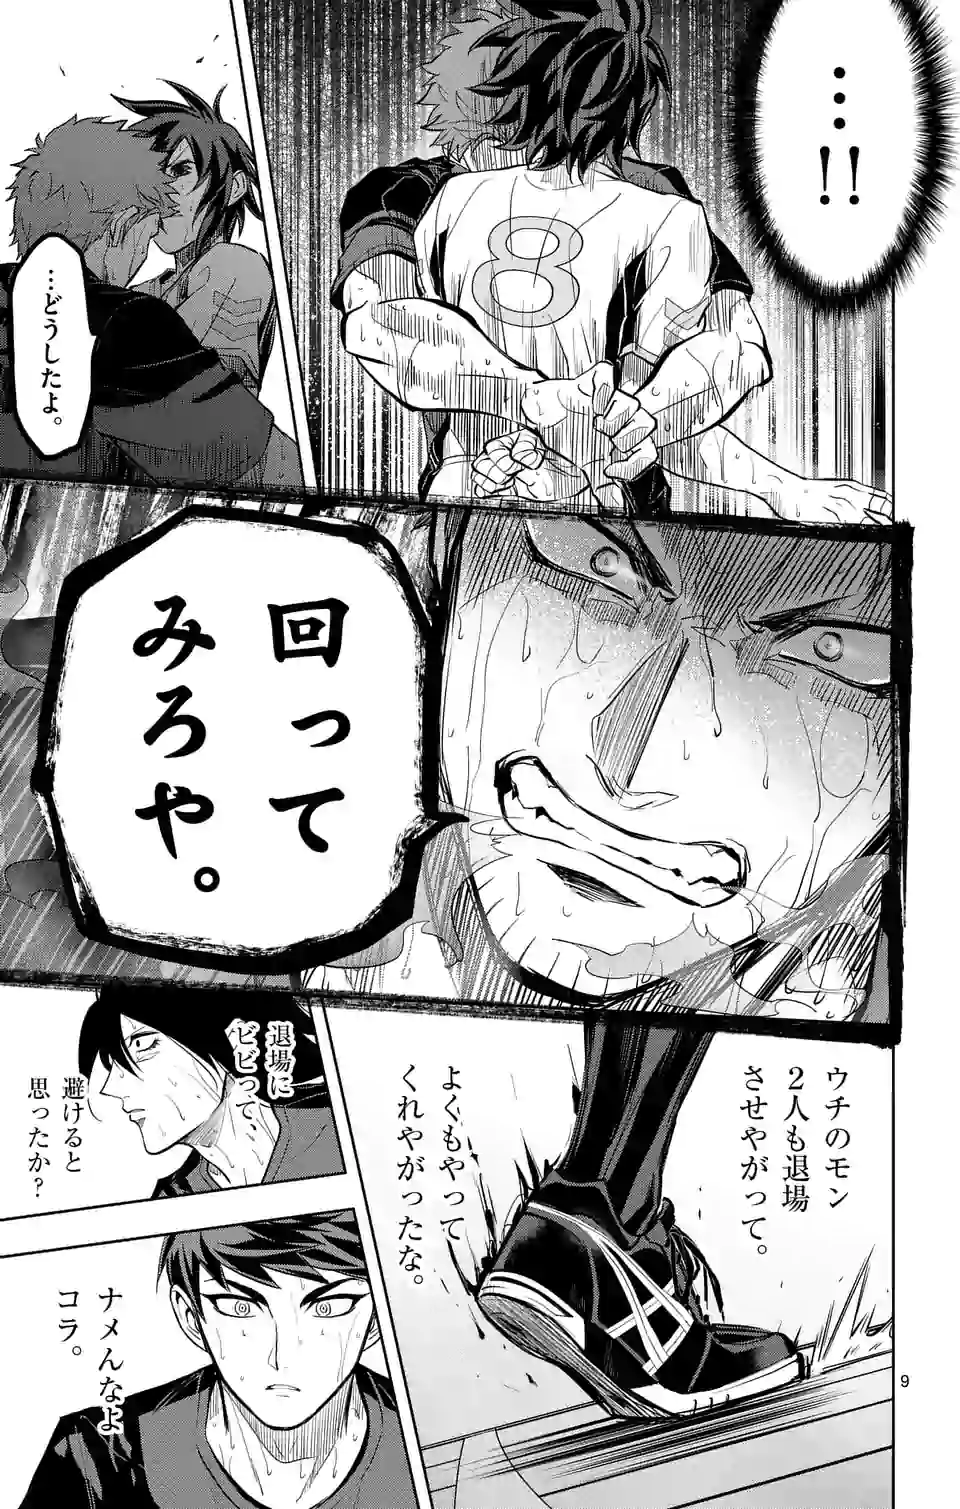 …!!
8
…どうしたよ。
回って
みろや。
ウチのモン
2人も退場
させやがって。
よくもやって
くれやがったな。
退場に
ビビって、
避けると
思ったか?
ナメんなよ
コラ。
9